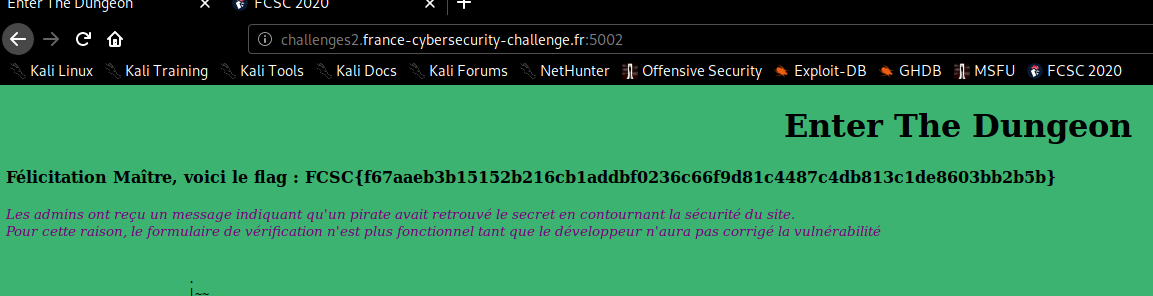 Enter The Dungeon
FCSC 2020
challenges2.france-cybersecurity-challenge.fr:5002
Kali Linux Kali Training Kali Tools Kali Docs Kali Forums NetHunter Offensive Security Exploit-DB GHDB MSFU FCSC 2020
Enter The Dungeon
Félicitation Maître, voici le flag : FCSC{f67aaeb3b15152b216cb1addbf0236c66f9d81c4487c4db813c1de8603bb2b5b}
Les admins ont reçu un message indiquant qu'un pirate avait retrouvé le secret en contournant la sécurité du site.
Pour cette raison, le formulaire de vérification n'est plus fonctionnel tant que le développeur n'aura pas corrigé la vulnérabilité
.
|~~